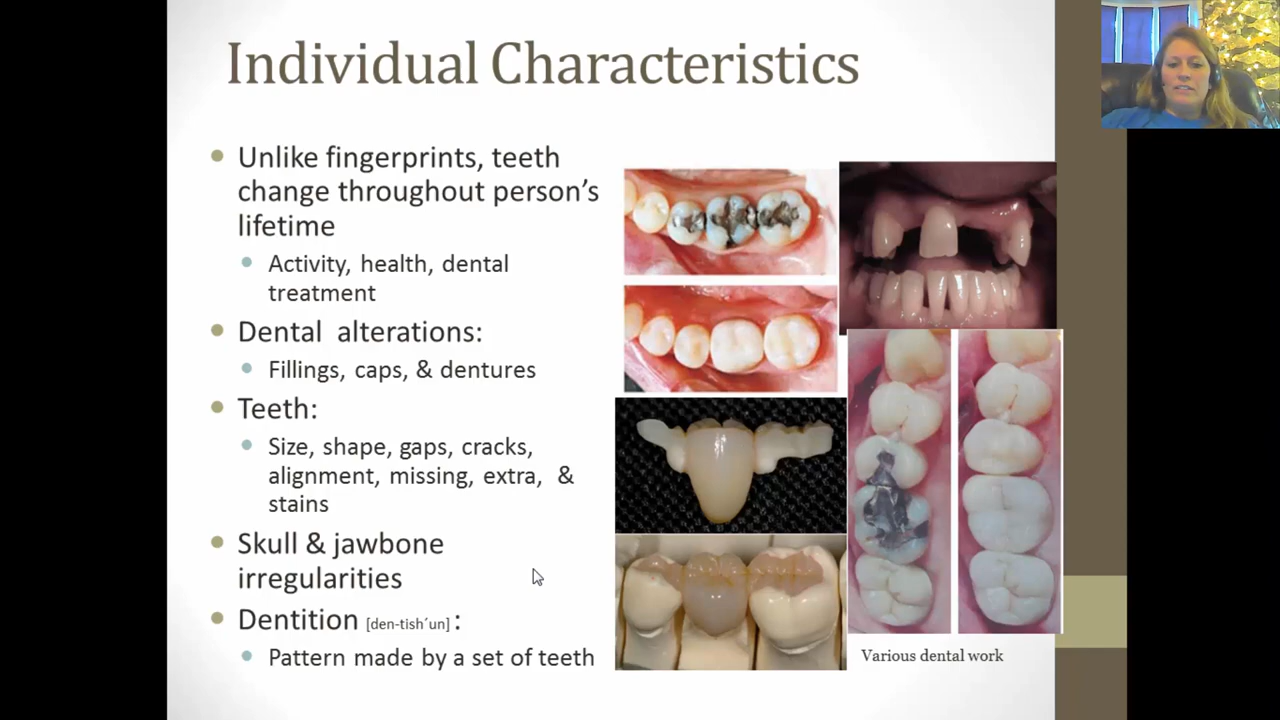 Individual Characteristics
Unlike fingerprints, teeth
change throughout person's
lifetime
Activity, health, dental
treatment
Dental alterations:
Fillings, caps, & dentures
Teeth:
Size, shape, gaps, cracks,
alignment, missing, extra, &
stains
Skull & jawbone
irregularities
Dentition [den-tish´un]:
Pattern made by a set of teeth
Various dental work